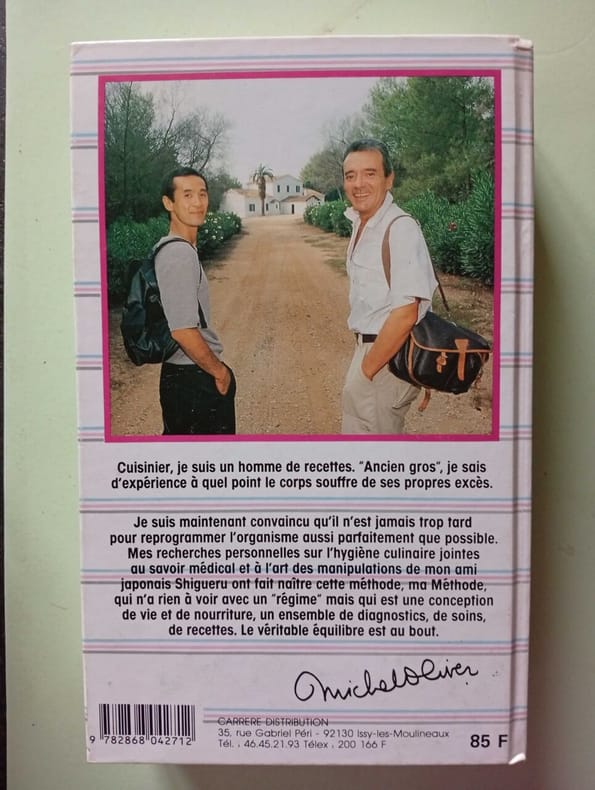 Cuisinier, je suis un homme de recettes. "Ancien gros", je sais
d'expérience à quel point le corps souffre de ses propres excès.
Je suis maintenant convaincu qu'il n'est jamais trop tard
pour reprogrammer l'organisme aussi parfaitement que possible.
Mes recherches personnelles sur l'hygiène culinaire jointes
au savoir médical et à l'art des manipulations de mon ami
japonais Shigueru ont fait naître cette méthode, ma Méthode,
qui n'a rien à voir avec un "régime" mais qui est une conception
de vie et de nourriture, un ensemble de diagnostics, de soins,
de recettes. Le véritable équilibre est au bout.
Michel Oliver
9 782868 042712
CARRERE DISTRIBUTION
35, rue Gabriel Péri - 92130 Issy-les-Moulineaux
Tél. : 46.45.21.93 Télex : 200 166 F
85 F